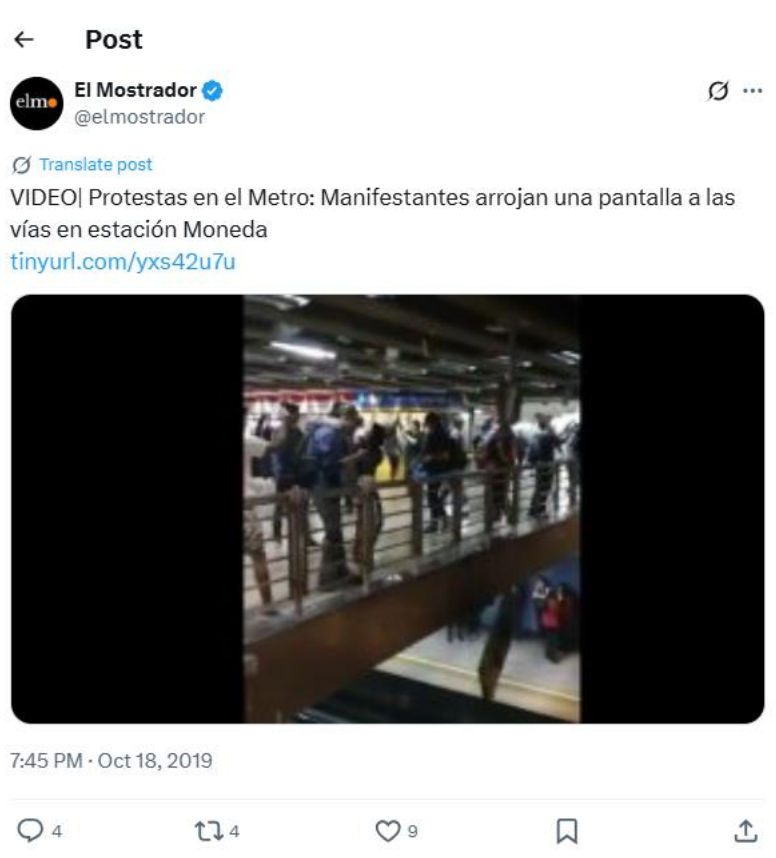 Post
elmo
El Mostrador
@elmostrador
Translate post
VIDEO| Protestas en el Metro: Manifestantes arrojan una pantalla a las
vías en estación Moneda
tinyurl.com/yxs42u7u
7:45 PM · Oct 18, 2019
4 4 9